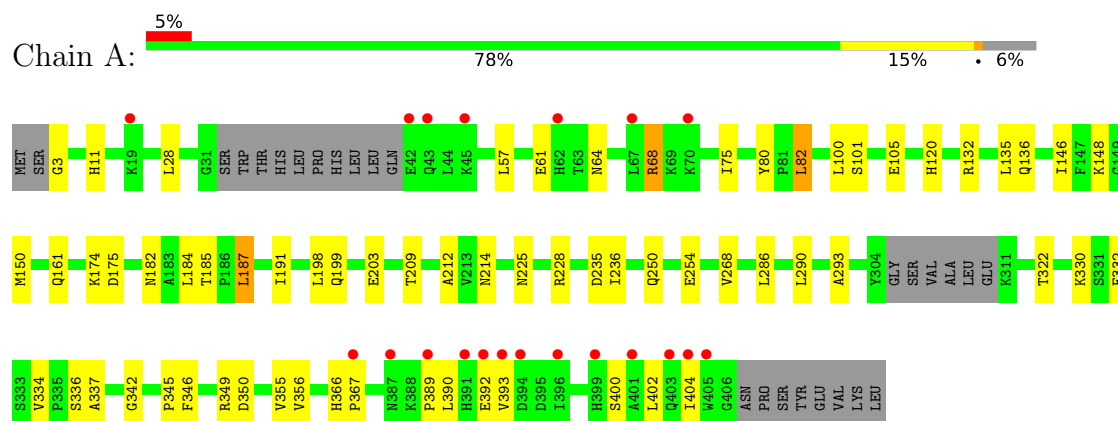 5%
Chain A:
78% 15% • 6%
MET SER G3 H11 K19 L28 G31 SER TRP THR HIS LEU PRO HIS LEU LEU GLN E42 Q43 L44 K45 L57 E61 H62 T63 N64 L67 R68 K69 K70 I75 Y80 P81 L82 L100 S101 E105 H120 R132 L135 Q136 I146 F147 K148 G149
M150 Q161 K174 D175 N182 A183 L184 T185 P186 L187 I191 L198 Q199 E203 T209 A212 V213 N214 N225 R228 D235 I236 Q250 E254 V268 L286 L290 A293 Y304 GLY SER VAL ALA LEU GLU K311 T322 K330 S331 E332
S333 V334 P335 S336 A337 G342 P345 F346 R349 D350 V355 V356 H366 P367 N387 K388 P389 L390 H391 E392 V393 D394 D395 I396 H399 S400 A401 L402 Q403 I404 W405 G406 ASN PRO SER TYR GLU VAL LYS LEU